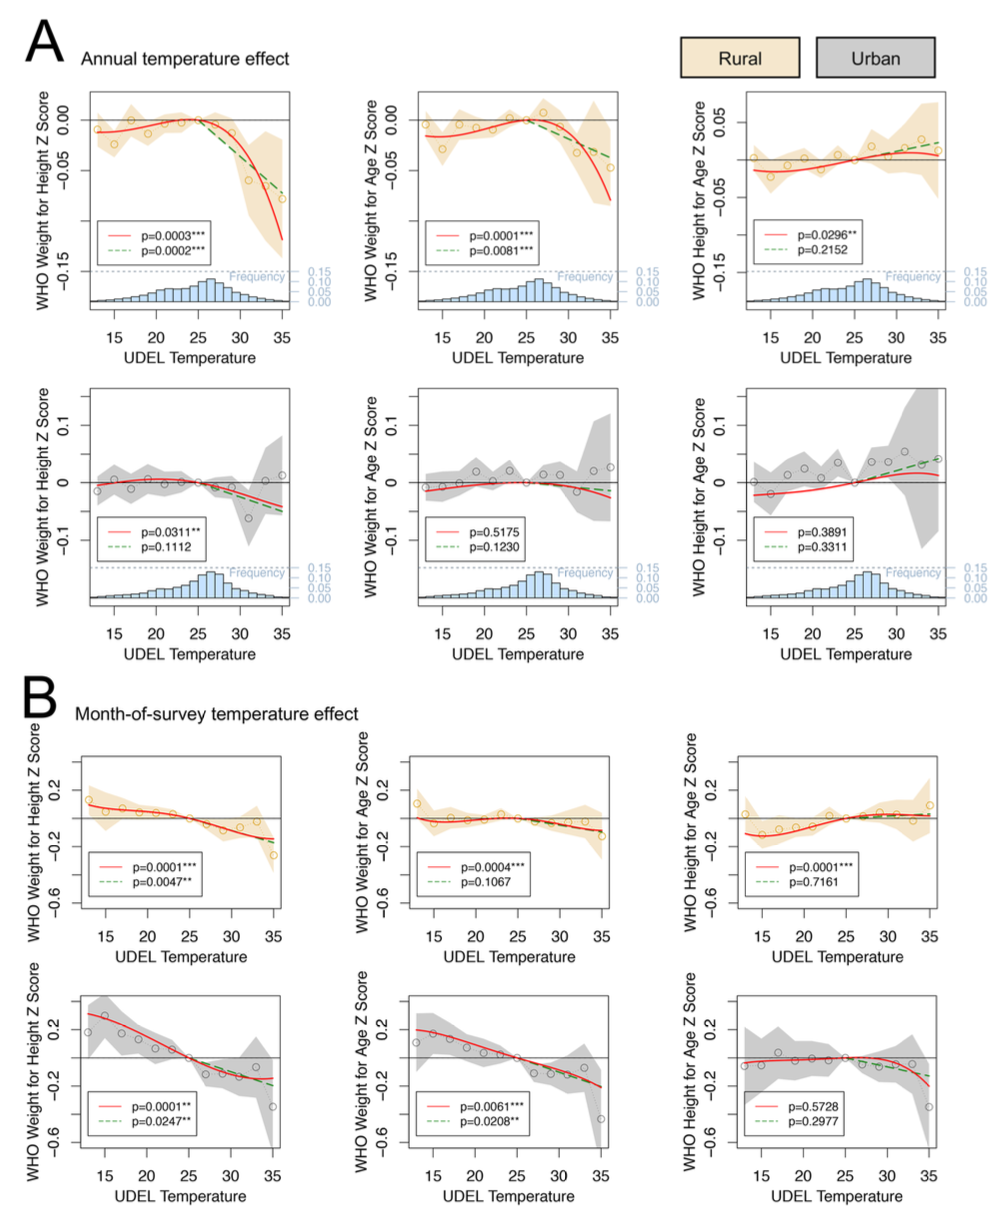 A
Annual temperature effect
Rural
Urban
WHO Weight for Height Z Score
0.00
−0.05
−0.15
p=0.0003***
p=0.0002***
Frequency
0.15
0.10
0.05
0.00
15 20 25 30 35
UDEL Temperature
WHO Weight for Age Z Score
0.00
−0.05
−0.15
p=0.0001***
p=0.0081***
Frequency
0.15
0.10
0.05
0.00
15 20 25 30 35
UDEL Temperature
WHO Height for Age Z Score
0.05
−0.05
−0.15
p=0.0296**
p=0.2152
Frequency
0.15
0.10
0.05
0.00
15 20 25 30 35
UDEL Temperature
WHO Weight for Height Z Score
0.1
0
−0.1
p=0.0311**
p=0.1112
Frequency
0.15
0.10
0.05
0.00
15 20 25 30 35
UDEL Temperature
WHO Weight for Age Z Score
0.1
0
−0.1
p=0.5175
p=0.1230
Frequency
0.15
0.10
0.05
0.00
15 20 25 30 35
UDEL Temperature
WHO Height for Age Z Score
0.1
0
−0.1
p=0.3891
p=0.3311
Frequency
0.15
0.10
0.05
0.00
15 20 25 30 35
UDEL Temperature
B
Month-of-survey temperature effect
WHO Weight for Height Z Score
0.2
−0.2
−0.6
p=0.0001***
p=0.0047**
15 20 25 30 35
UDEL Temperature
WHO Weight for Age Z Score
0.2
−0.2
−0.6
p=0.0004***
p=0.1067
15 20 25 30 35
UDEL Temperature
WHO Height for Age Z Score
0.2
−0.2
−0.6
p=0.0001***
p=0.7161
15 20 25 30 35
UDEL Temperature
WHO Weight for Height Z Score
0.2
−0.2
−0.6
p=0.0001**
p=0.0247**
15 20 25 30 35
UDEL Temperature
WHO Weight for Age Z Score
0.2
−0.2
−0.6
p=0.0061***
p=0.0208**
15 20 25 30 35
UDEL Temperature
WHO Height for Age Z Score
0.2
−0.2
−0.6
p=0.5728
p=0.2977
15 20 25 30 35
UDEL Temperature